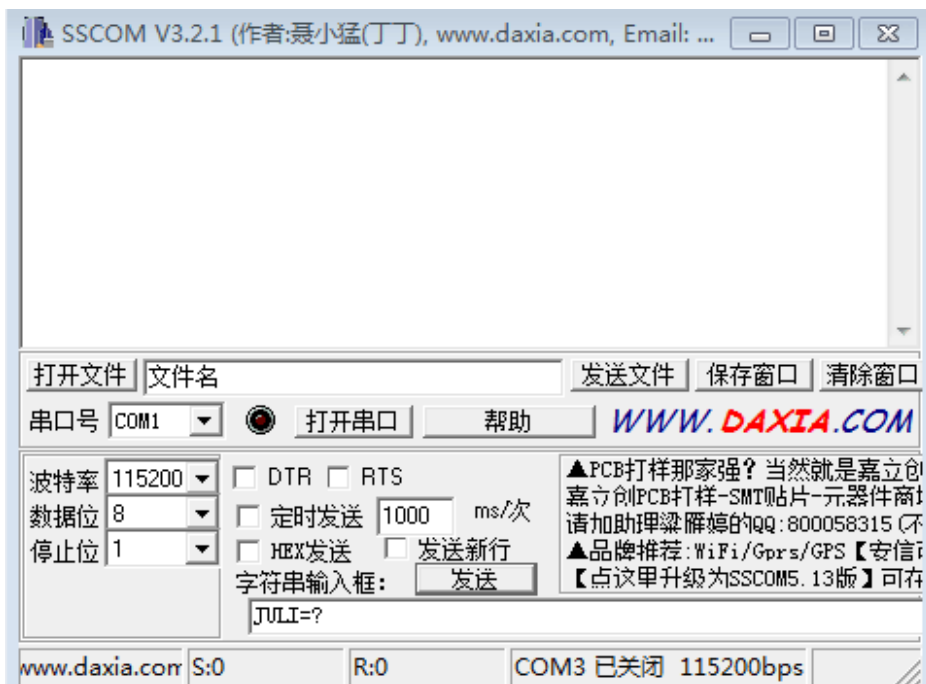 SSCOM V3.2.1 (作者:聂小猛(丁丁), www.daxia.com, Email: ...
打开文件 文件名 发送文件 保存窗口 清除窗口
串口号 COM1 打开串口 帮助 WWW.DAXIA.COM
波特率 115200 DTR RTS
数据位 8 定时发送 1000 ms/次
停止位 1 HEX发送 发送新行
字符串输入框: 发送
JULI=?
▲PCB打样那家强? 当然就是嘉立创
嘉立创PCB打样-SMT贴片-元器件商
请加助理梁雁婷的QQ:800058315(不
▲品牌推荐:WiFi/Gprs/GPS【安信
【点这里升级为SSCOM5.13版】可在
www.daxia.com S:0 R:0 COM3 已关闭 115200bps